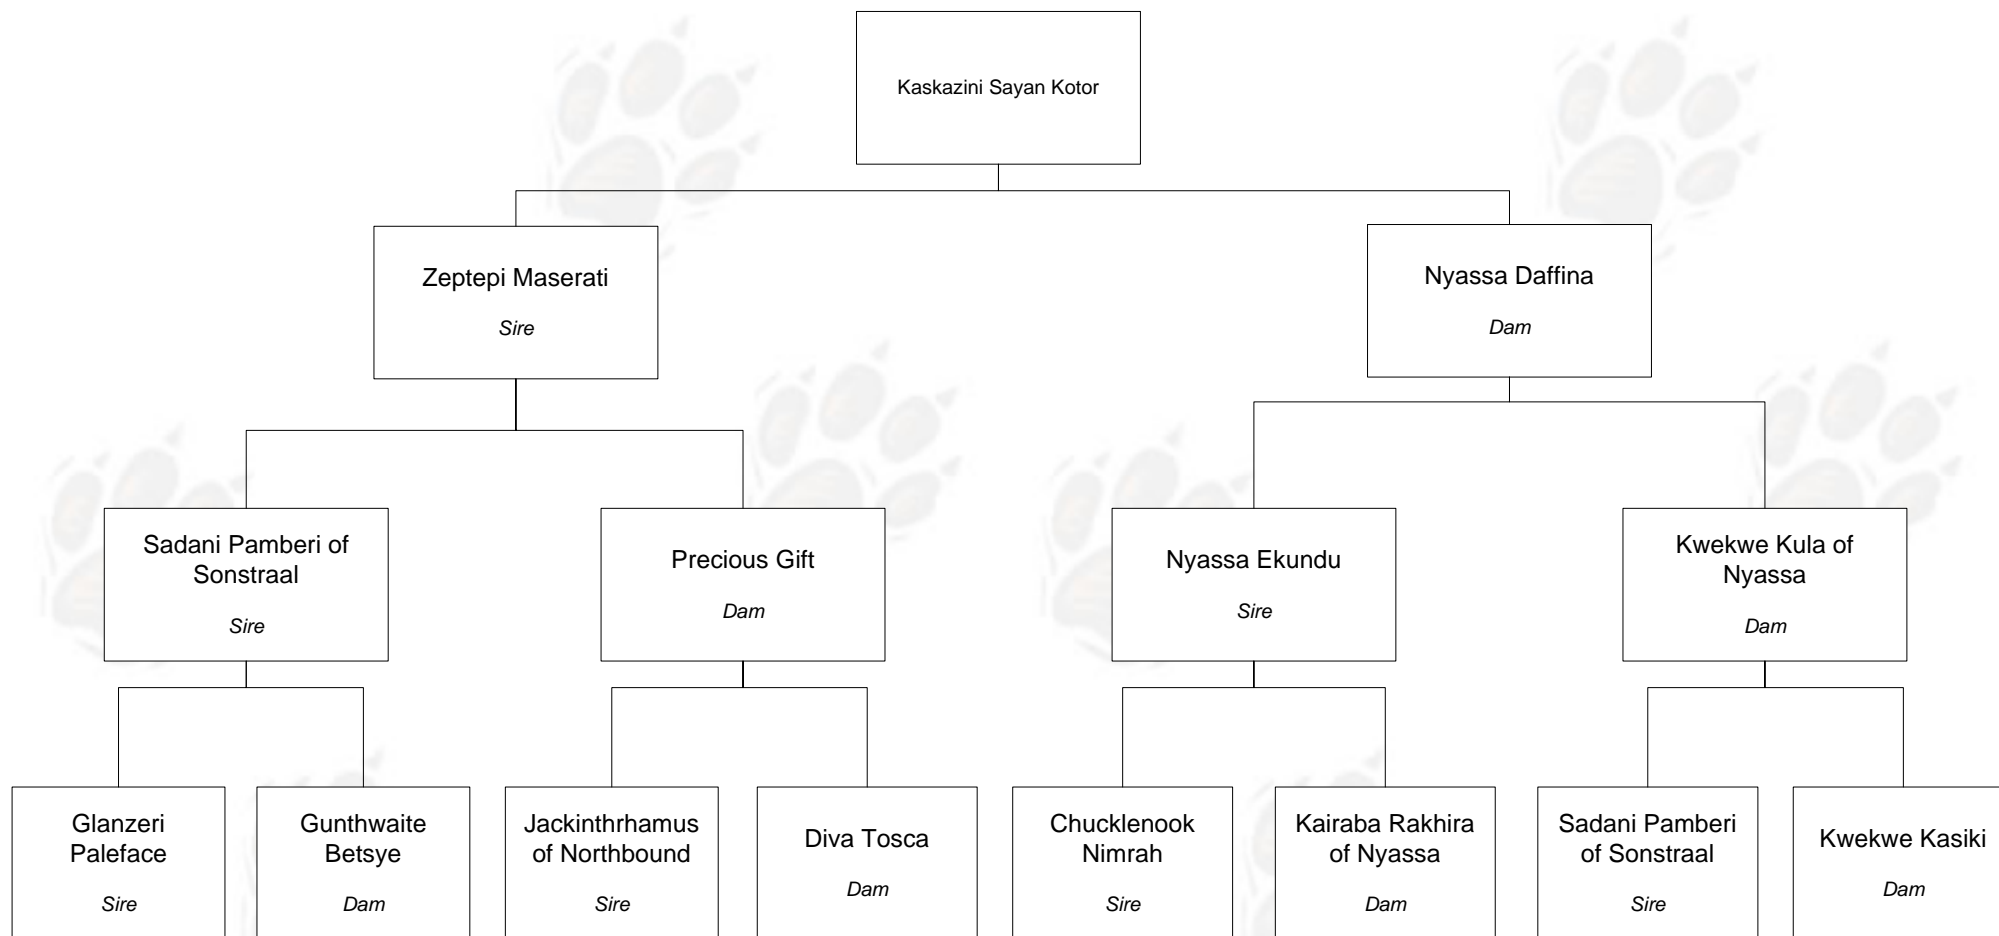 Kaskazini Sayan Kotor
Zeptepi Maserati
Sire
Nyassa Daffina
Dam
Sadani Pamberi of
Sonstraal
Sire
Precious Gift
Dam
Nyassa Ekundu
Sire
Kwekwe Kula of
Nyassa
Dam
Glanzeri
Paleface
Sire
Gunthwaite
Betsye
Dam
Jackinthrhamus
of Northbound
Sire
Diva Tosca
Dam
Chucklenook
Nimrah
Sire
Kairaba Rakhira
of Nyassa
Dam
Sadani Pamberi
of Sonstraal
Sire
Kwekwe Kasiki
Dam